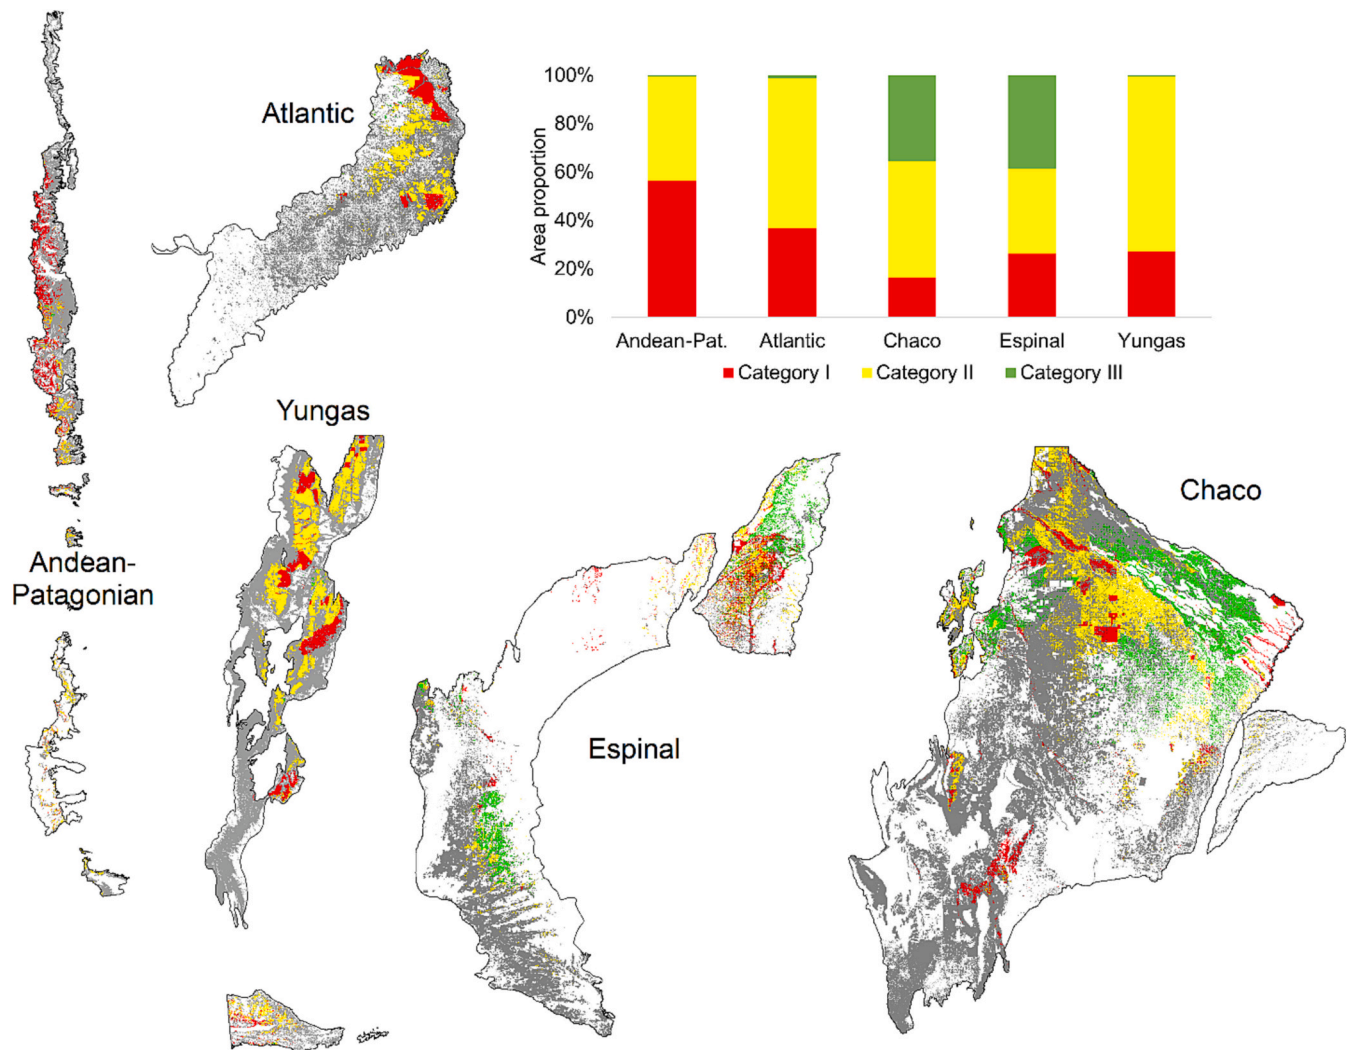 Atlantic
Area proportion
100%
80%
60%
40%
20%
0%
Andean-Pat.
Atlantic
Chaco
Espinal
Yungas
Category I
Category II
Category III
Yungas
Chaco
Andean-
Patagonian
Espinal